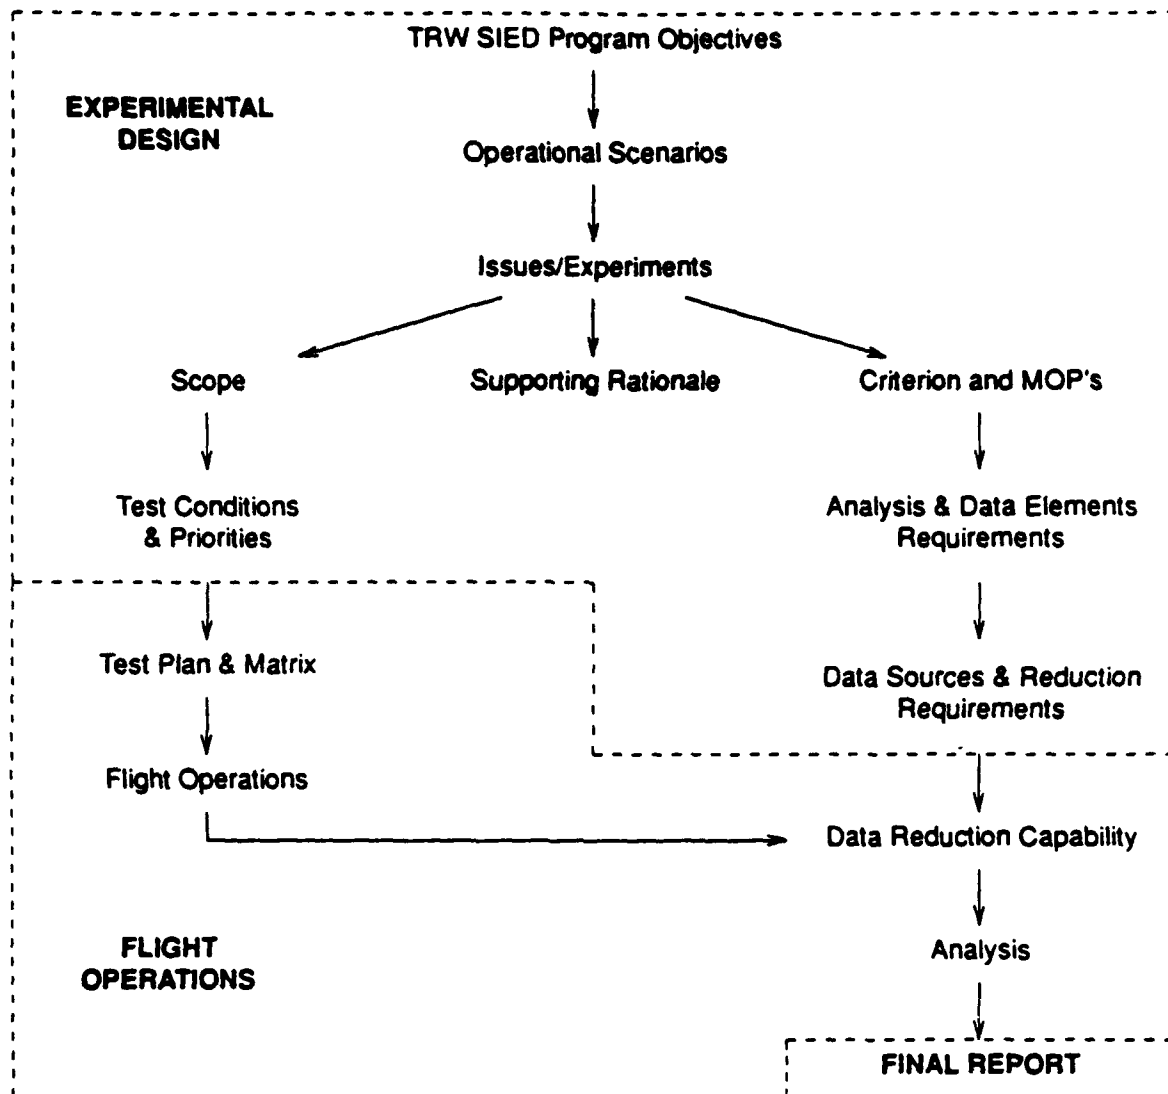 TRW SIED Program Objectives
EXPERIMENTAL
DESIGN
Operational Scenarios
Issues/Experiments
Scope
Supporting Rationale
Criterion and MOP's
Test Conditions
& Priorities
Analysis & Data Elements
Requirements
Test Plan & Matrix
Data Sources & Reduction
Requirements
Flight Operations
Data Reduction Capability
FLIGHT
OPERATIONS
Analysis
FINAL REPORT